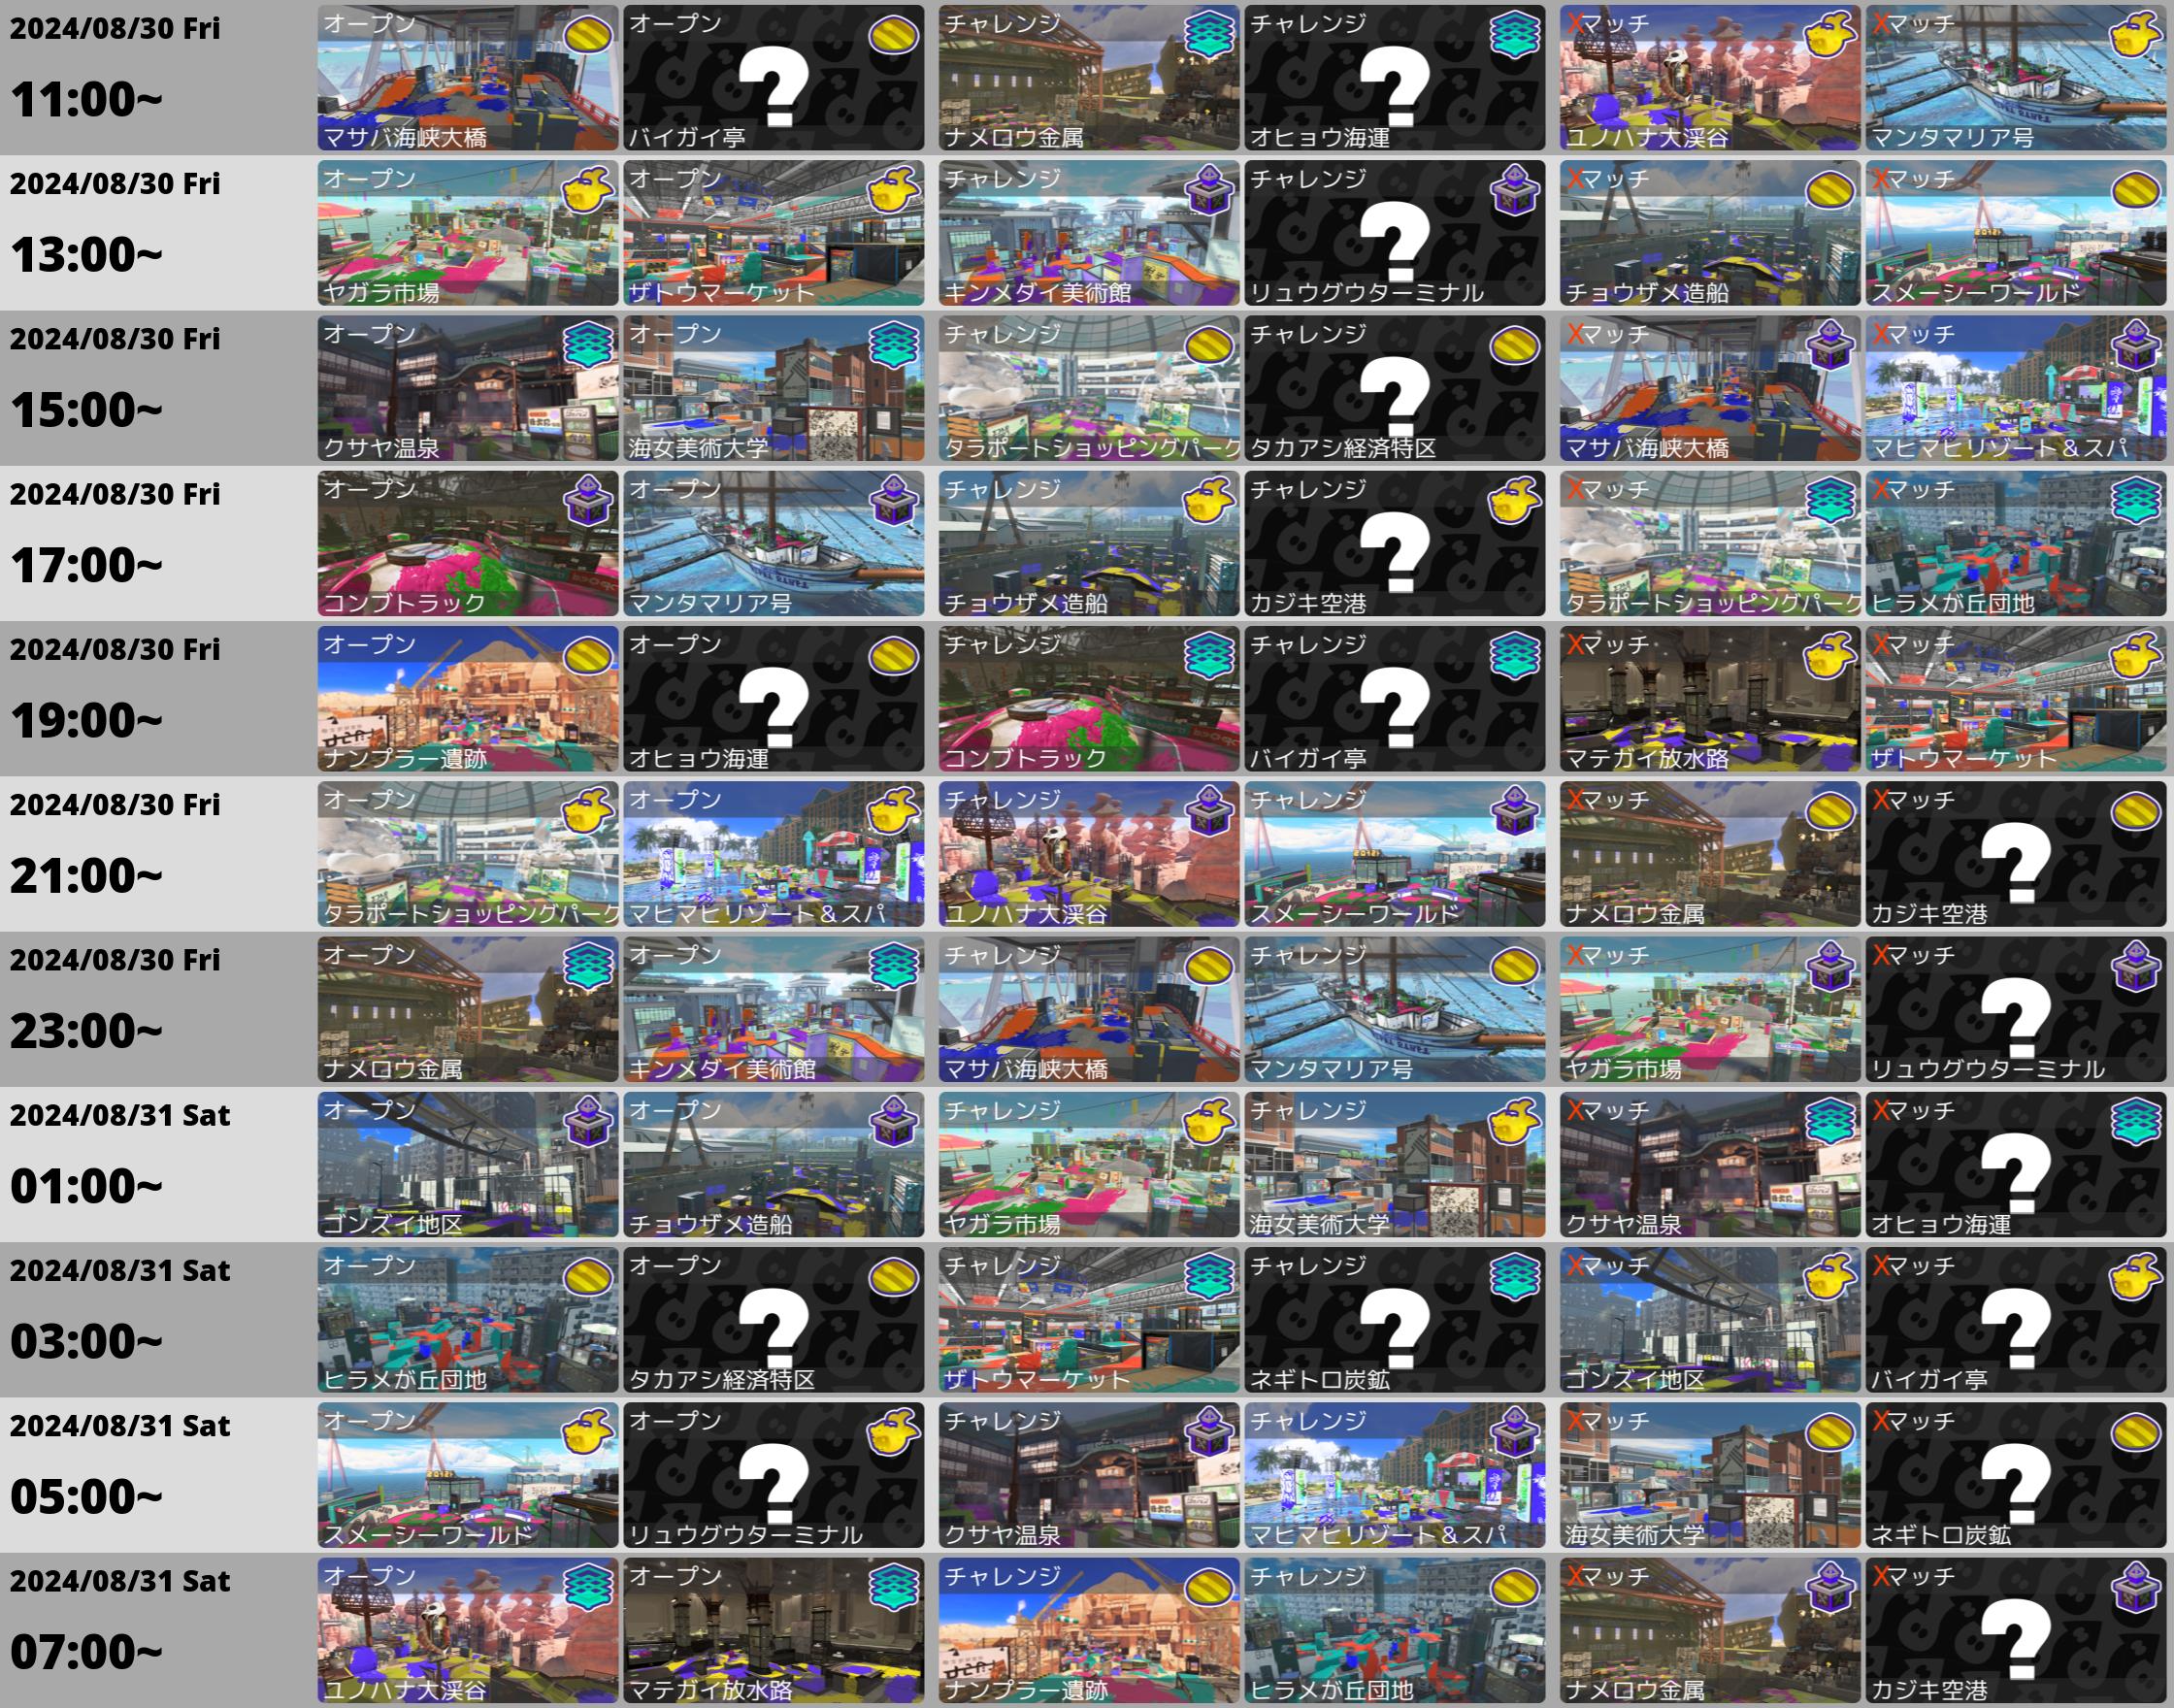 2024/08/30 Fri
11:00~
オープン オープン チャレンジ チャレンジ Xマッチ Xマッチ
マサバ海峡大橋 バイガイ亭 ナメロウ金属 オヒョウ海運 ユノハナ大渓谷 マンタマリア号
2024/08/30 Fri
13:00~
オープン オープン チャレンジ チャレンジ Xマッチ Xマッチ
ヤガラ市場 ザトウマーケット キンメダイ美術館 リュウグウターミナル チョウザメ造船 スメーシーワールド
2024/08/30 Fri
15:00~
オープン オープン チャレンジ チャレンジ Xマッチ Xマッチ
クサヤ温泉 海女美術大学 タラポートショッピングパーク タカアシ経済特区 マサバ海峡大橋 マヒマヒリゾート&スパ
2024/08/30 Fri
17:00~
オープン オープン チャレンジ チャレンジ Xマッチ Xマッチ
コンブトラック マンタマリア号 チョウザメ造船 カジキ空港 タラポートショッピングパーク ヒラメが丘団地
2024/08/30 Fri
19:00~
オープン オープン チャレンジ チャレンジ Xマッチ Xマッチ
ナンプラー遺跡 オヒョウ海運 コンブトラック バイガイ亭 マテガイ放水路 ザトウマーケット
2024/08/30 Fri
21:00~
オープン オープン チャレンジ チャレンジ Xマッチ Xマッチ
タラポートショッピングパーク マヒマヒリゾート&スパ ユノハナ大渓谷 スメーシーワールド ナメロウ金属 カジキ空港
2024/08/30 Fri
23:00~
オープン オープン チャレンジ チャレンジ Xマッチ Xマッチ
ナメロウ金属 キンメダイ美術館 マサバ海峡大橋 マンタマリア号 ヤガラ市場 リュウグウターミナル
2024/08/31 Sat
01:00~
オープン オープン チャレンジ チャレンジ Xマッチ Xマッチ
ゴンズイ地区 チョウザメ造船 ヤガラ市場 海女美術大学 クサヤ温泉 オヒョウ海運
2024/08/31 Sat
03:00~
オープン オープン チャレンジ チャレンジ Xマッチ Xマッチ
ヒラメが丘団地 タカアシ経済特区 ザトウマーケット ネギトロ炭鉱 ゴンズイ地区 バイガイ亭
2024/08/31 Sat
05:00~
オープン オープン チャレンジ チャレンジ Xマッチ Xマッチ
スメーシーワールド リュウグウターミナル クサヤ温泉 マヒマヒリゾート&スパ 海女美術大学 ネギトロ炭鉱
2024/08/31 Sat
07:00~
オープン オープン チャレンジ チャレンジ Xマッチ Xマッチ
ユノハナ大渓谷 マテガイ放水路 ナンプラー遺跡 ヒラメが丘団地 ナメロウ金属 カジキ空港